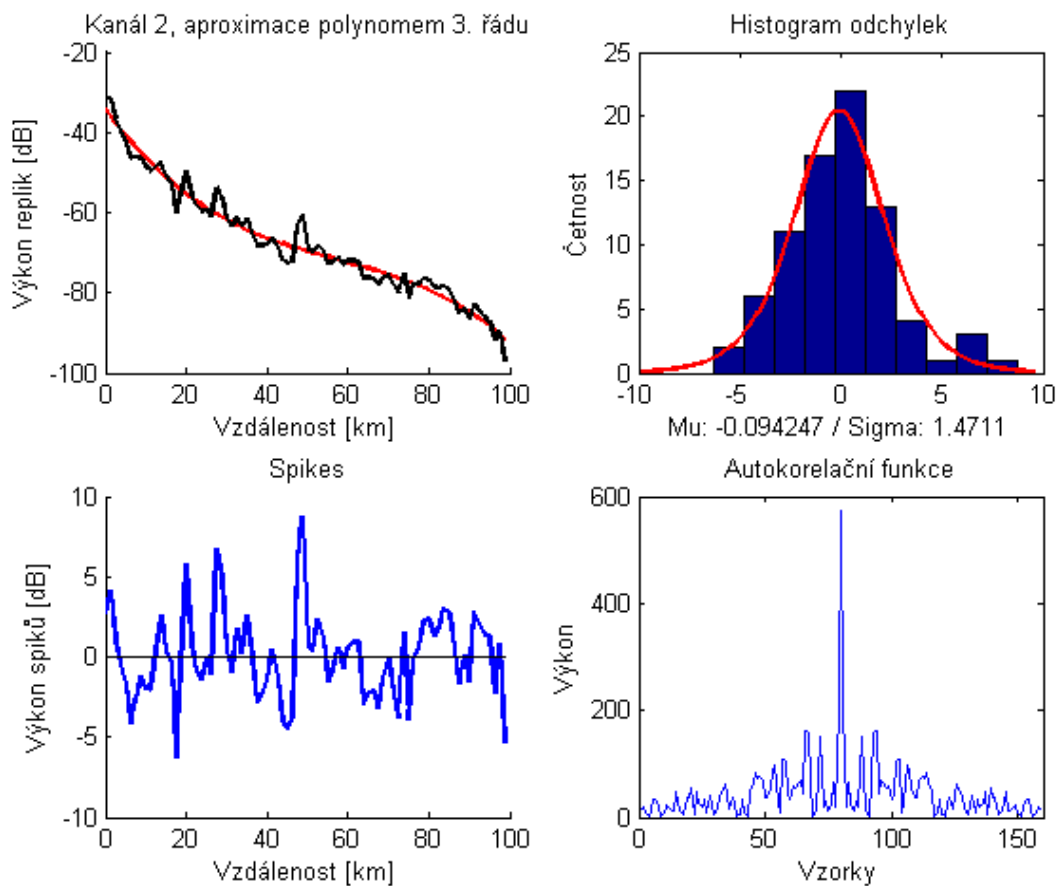 Kanál 2, aproximace polynomem 3. řádu
-20
-40
-60
-80
-100
Výkon replik [dB]
0 20 40 60 80 100
Vzdálenost [km]
Histogram odchylek
25
20
15
10
5
0
Četnost
-10 -5 0 5 10
Mu: -0.094247 / Sigma: 1.4711
Spikes
10
5
0
-5
-10
Výkon spiků [dB]
0 20 40 60 80 100
Vzdálenost [km]
Autokorelační funkce
600
400
200
0
Výkon
0 50 100 150
Vzorky